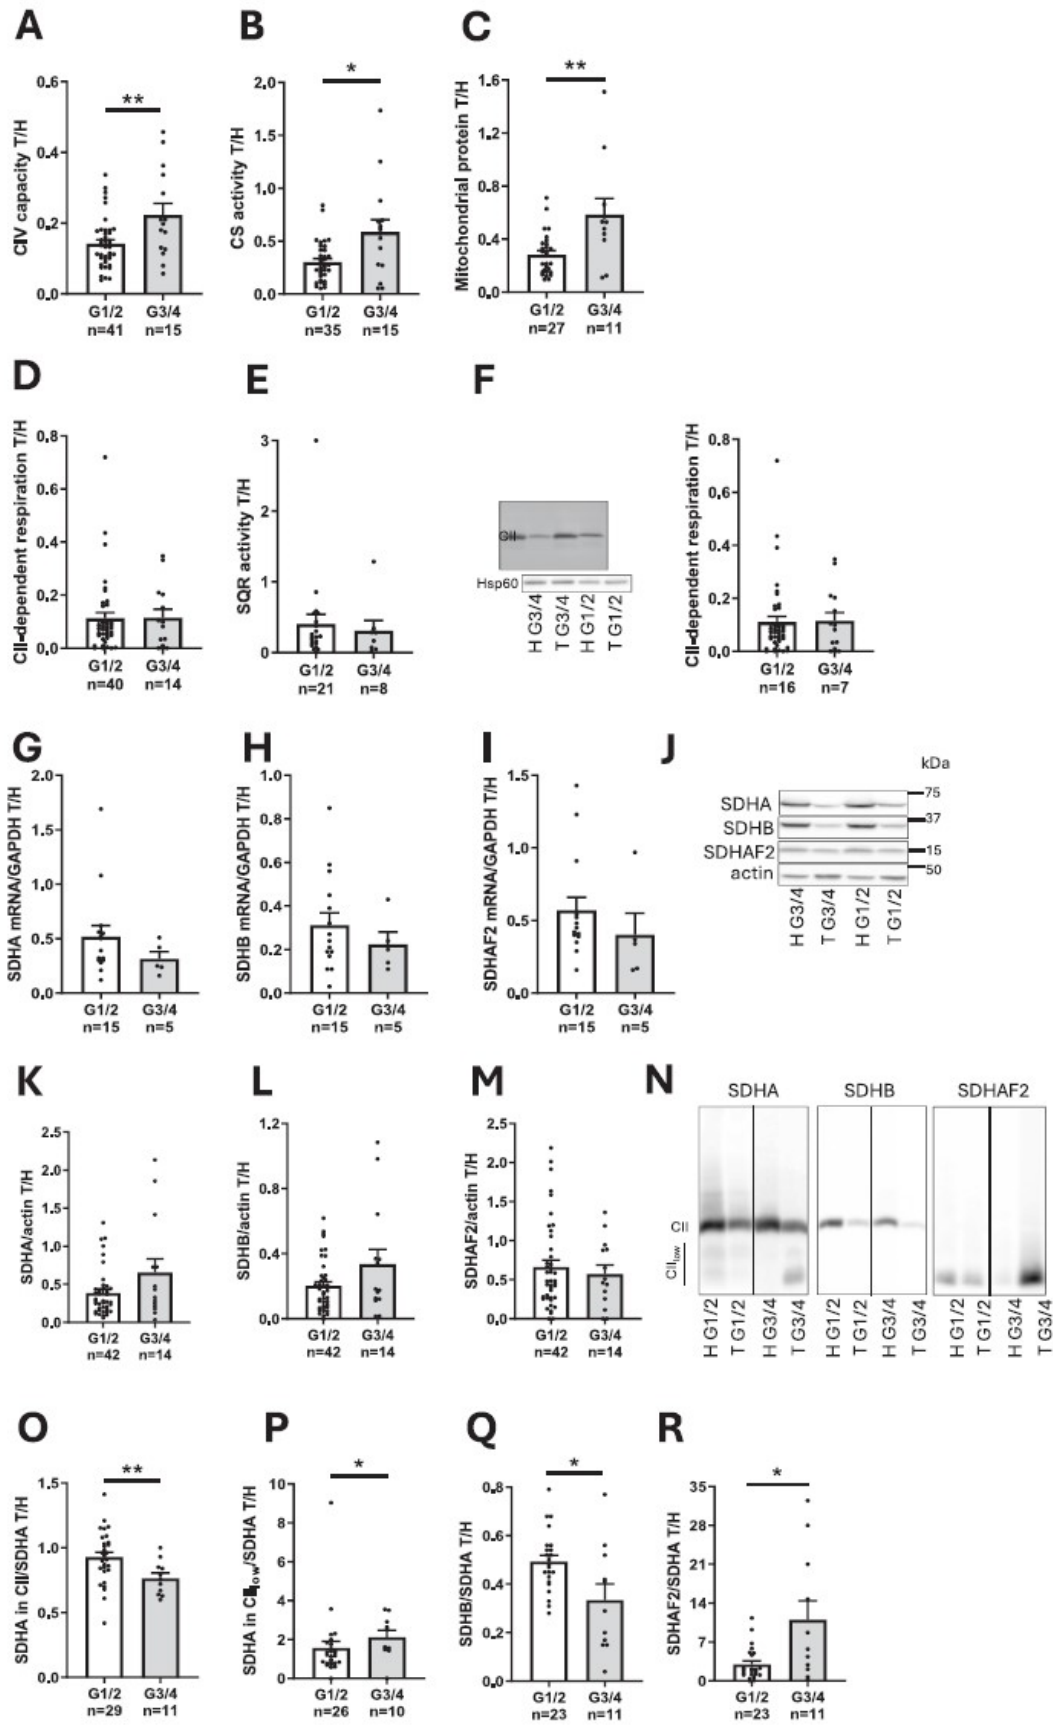 A
CIV capacity T/H
0.6
0.4
0.2
0.0
**
G1/2
n=41
G3/4
n=15
B
CS activity T/H
2.0
1.5
1.0
0.5
0.0
*
G1/2
n=35
G3/4
n=15
C
Mitochondrial protein T/H
1.6
1.2
0.8
0.4
0.0
**
G1/2
n=27
G3/4
n=11
D
CII-dependent respiration T/H
0.8
0.6
0.4
0.2
0.0
G1/2
n=40
G3/4
n=14
E
SQR activity T/H
3
2
1
0
G1/2
n=21
G3/4
n=8
F
CII
Hsp60
H G3/4
T G3/4
H G1/2
T G1/2
CII-dependent respiration T/H
0.8
0.6
0.4
0.2
0.0
G1/2
n=16
G3/4
n=7
G
SDHA mRNA/GAPDH T/H
2.0
1.5
1.0
0.5
0.0
G1/2
n=15
G3/4
n=5
H
SDHB mRNA/GAPDH T/H
1.0
0.8
0.6
0.4
0.2
0.0
G1/2
n=15
G3/4
n=5
I
SDHAF2 mRNA/GAPDH T/H
1.5
1.0
0.5
0.0
G1/2
n=15
G3/4
n=5
J
kDa
SDHA
75
SDHB
37
SDHAF2
15
actin
50
H G3/4
T G3/4
H G1/2
T G1/2
K
SDHA/actin T/H
2.5
2.0
1.5
1.0
0.5
0.0
G1/2
n=42
G3/4
n=14
L
SDHB/actin T/H
1.2
0.8
0.4
0.0
G1/2
n=42
G3/4
n=14
M
SDHAF2/actin T/H
2.5
2.0
1.5
1.0
0.5
0.0
G1/2
n=42
G3/4
n=14
N
SDHA
SDHB
SDHAF2
CII
CIIlow
H G1/2
T G1/2
H G3/4
T G3/4
H G1/2
T G1/2
H G3/4
T G3/4
H G1/2
T G1/2
H G3/4
T G3/4
O
SDHA in CII/SDHA T/H
1.5
1.0
0.5
0.0
**
G1/2
n=29
G3/4
n=11
P
SDHA in CIIlow/SDHA T/H
10
8
6
4
2
0
*
G1/2
n=26
G3/4
n=10
Q
SDHB/SDHA T/H
0.8
0.6
0.4
0.2
0.0
*
G1/2
n=23
G3/4
n=11
R
SDHAF2/SDHA T/H
35
28
21
14
7
0
*
G1/2
n=23
G3/4
n=11